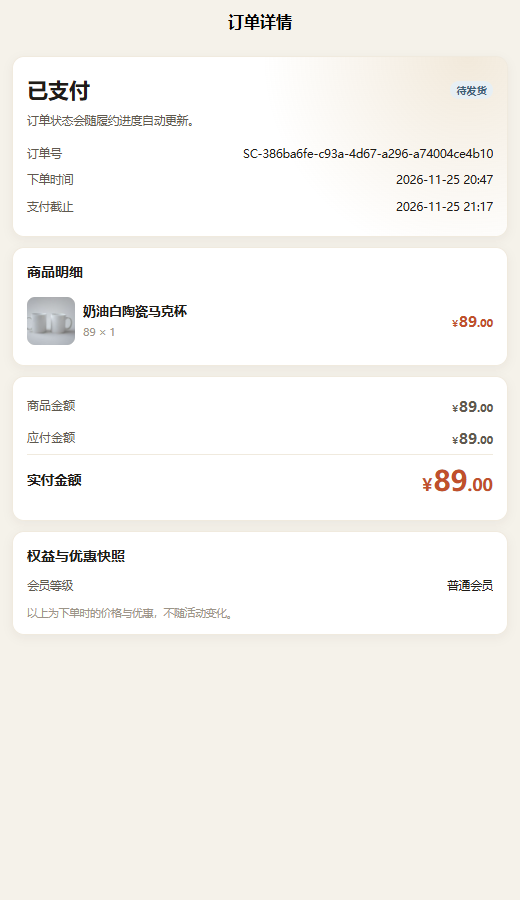 订单详情
已支付
待发货
订单状态会随履约进度自动更新。
订单号 SC-386ba6fe-c93a-4d67-a296-a74004ce4b10
下单时间 2026-11-25 20:47
支付截止 2026-11-25 21:17
商品明细
奶油白陶瓷马克杯
89 × 1
¥89.00
商品金额 ¥89.00
应付金额 ¥89.00
实付金额 ¥89.00
权益与优惠快照
会员等级 普通会员
以上为下单时的价格与优惠，不随活动变化。